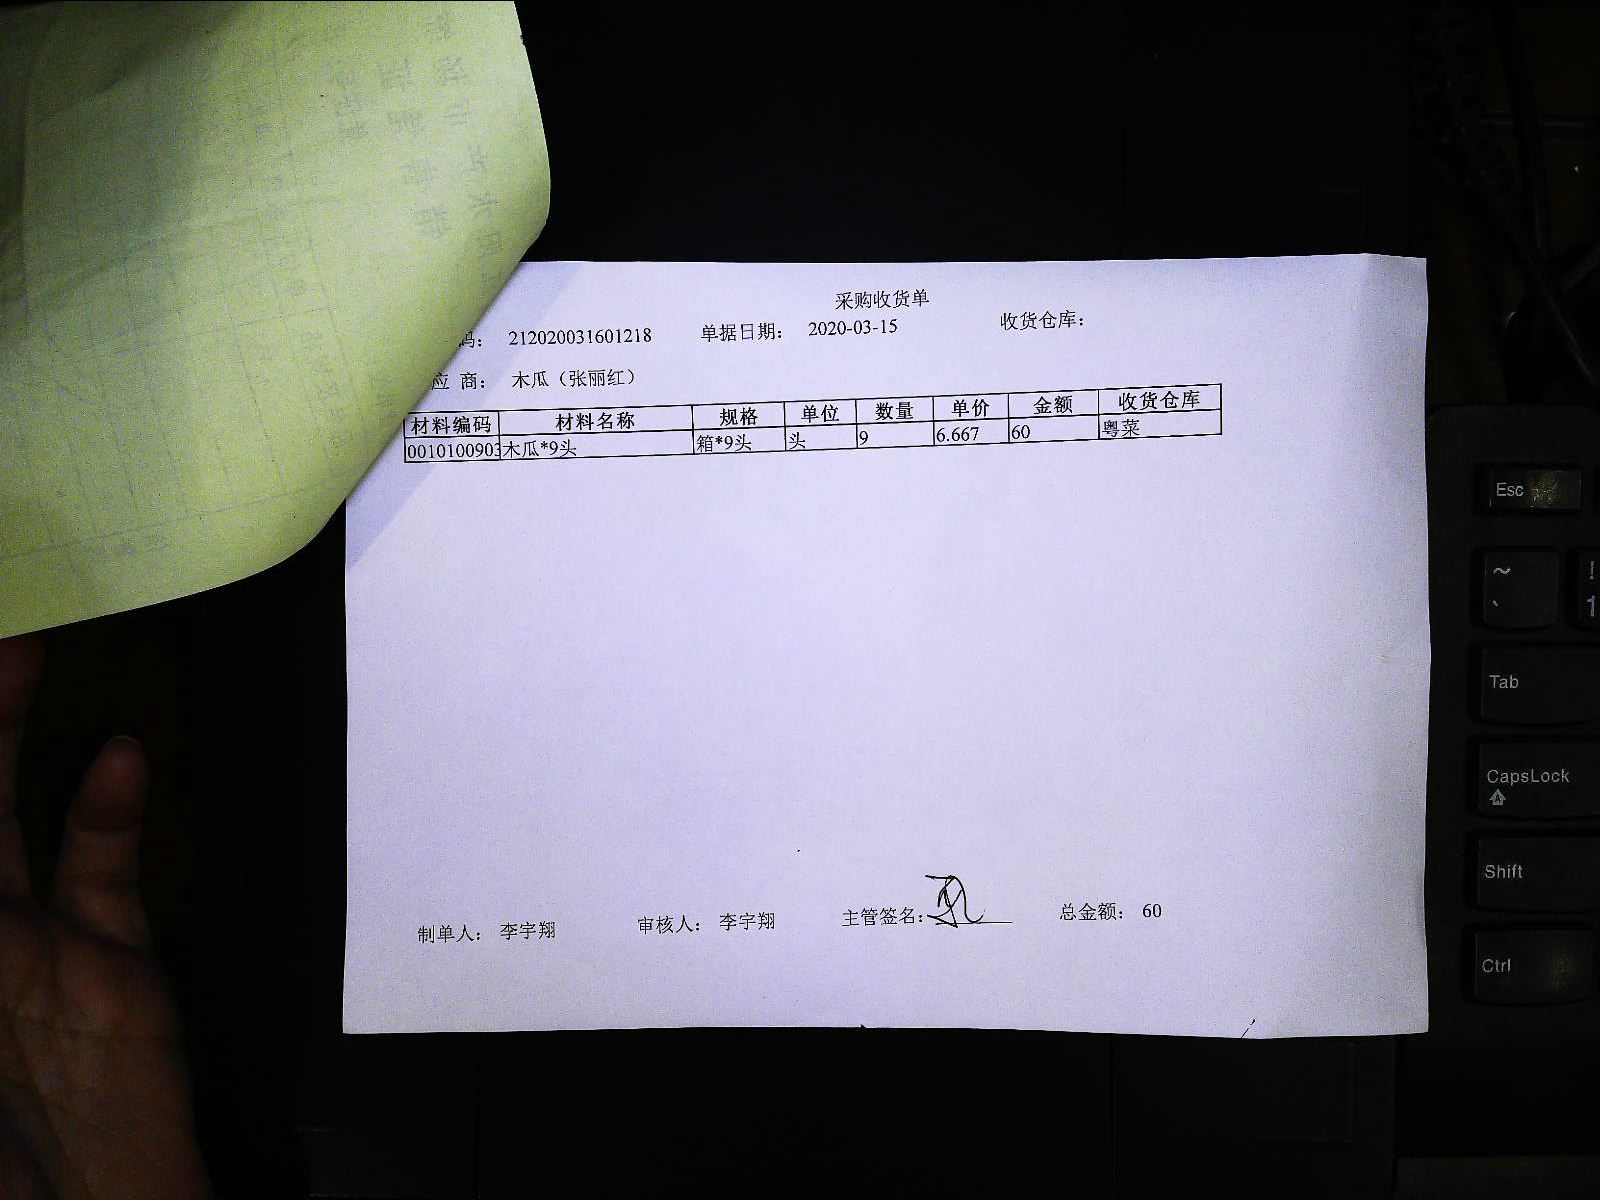 采购收货单
码： 212020031601218 单据日期： 2020-03-15 收货仓库：
应 商： 木瓜（张丽红）
材料编码 材料名称 规格 单位 数量 单价 金额 收货仓库
0010100903 木瓜*9头 箱*9头 头 9 6.667 60 粤菜
制单人： 李宇翔 审核人： 李宇翔 主管签名： 总金额： 60
Esc
~
`
!
1
Tab
CapsLock
Shift
Ctrl